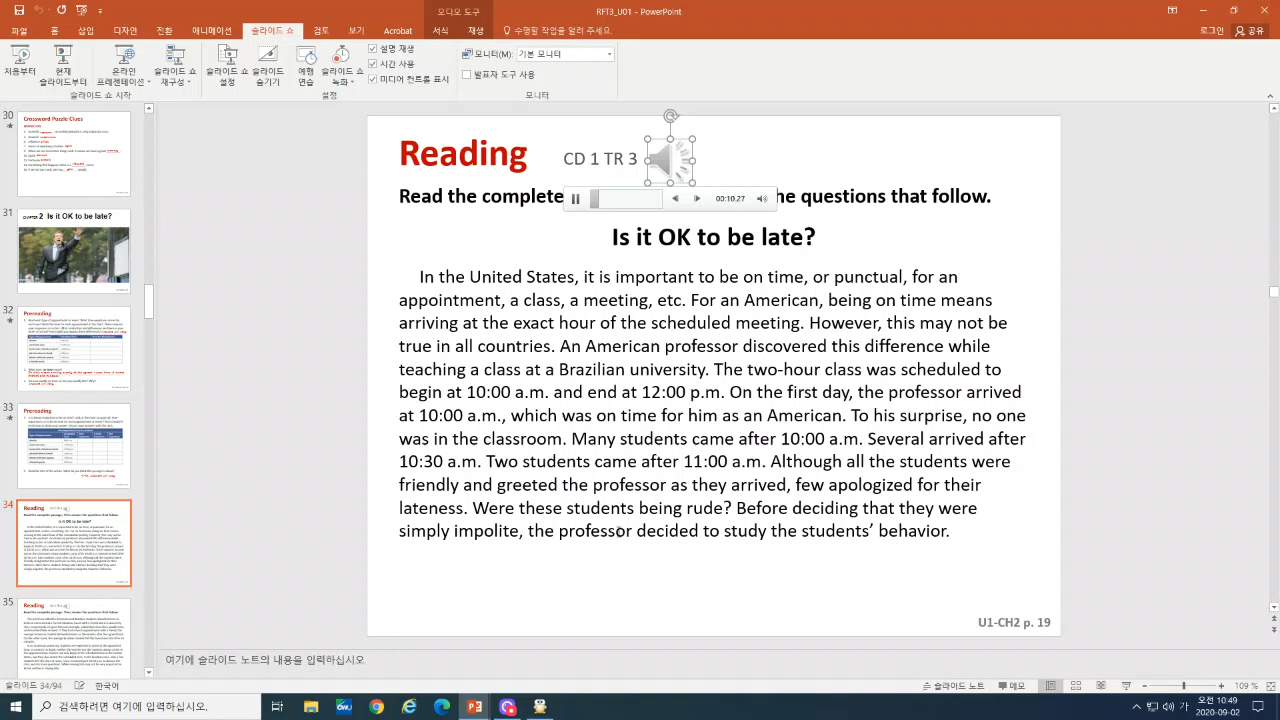 오디오 도구
RFT3_U01 - PowerPoint
파일 홈 삽입 디자인 전환 애니메이션 슬라이드 쇼 검토 보기 Acrobat 서식 재생 수행할 작업을 알려 주세요.
로그인 공유
처음부터 현재 슬라이드부터 온라인 프레젠테이션 슬라이드 쇼 재구성 슬라이드 쇼 설정 슬라이드 숨기기 예행 연습 슬라이드 쇼 녹화
설명 재생
시간 사용
미디어 컨트롤 표시
모니터(M): 기본 모니터
발표자 도구 사용
슬라이드 쇼 시작 설정 모니터
30
Crossword Puzzle Clues
31
CHAPTER 2 Is it OK to be late?
32
Prereading
33
Prereading
34
Reading
Is it OK to be late?
35
Reading
Reading CD 1 TR 3
Read the complete
he questions that follow.
00:10.27
Is it OK to be late?
In the United States, it is important to be on time, or punctual, for an
appointment, a class, a meeting, etc. For an American, being on time means
arriving at the exact hour of the scheduled time. However, this may not be
true in all countries. An American professor discovered this difference while
teaching a class in a Brazilian university. The two-hour class was scheduled to
begin at 10:00 a.m. and end at 12:00 p.m. On the first day, the professor arrived
at 10:00 a.m., which was on time for him as an American. To his surprise, no one
was in the classroom. Many students came after 10:00 a.m. Several arrived after
10:30 a.m. Two students came after 11:00 a.m. Although all the students were
friendly and greeted the professor as they arrived, few apologized for their
lateness. Were these students being rude? Before deciding that they were
simply impolite, the professor decided to study the students' behavior.
U1-CH2 p. 19
여기에 슬라이드 노트의 내용을
슬라이드 34/94 한국어
슬라이드 노트 메모 109 %
검색하려면 여기에 입력하십시오.
가
오전 10:49
2020-09-02